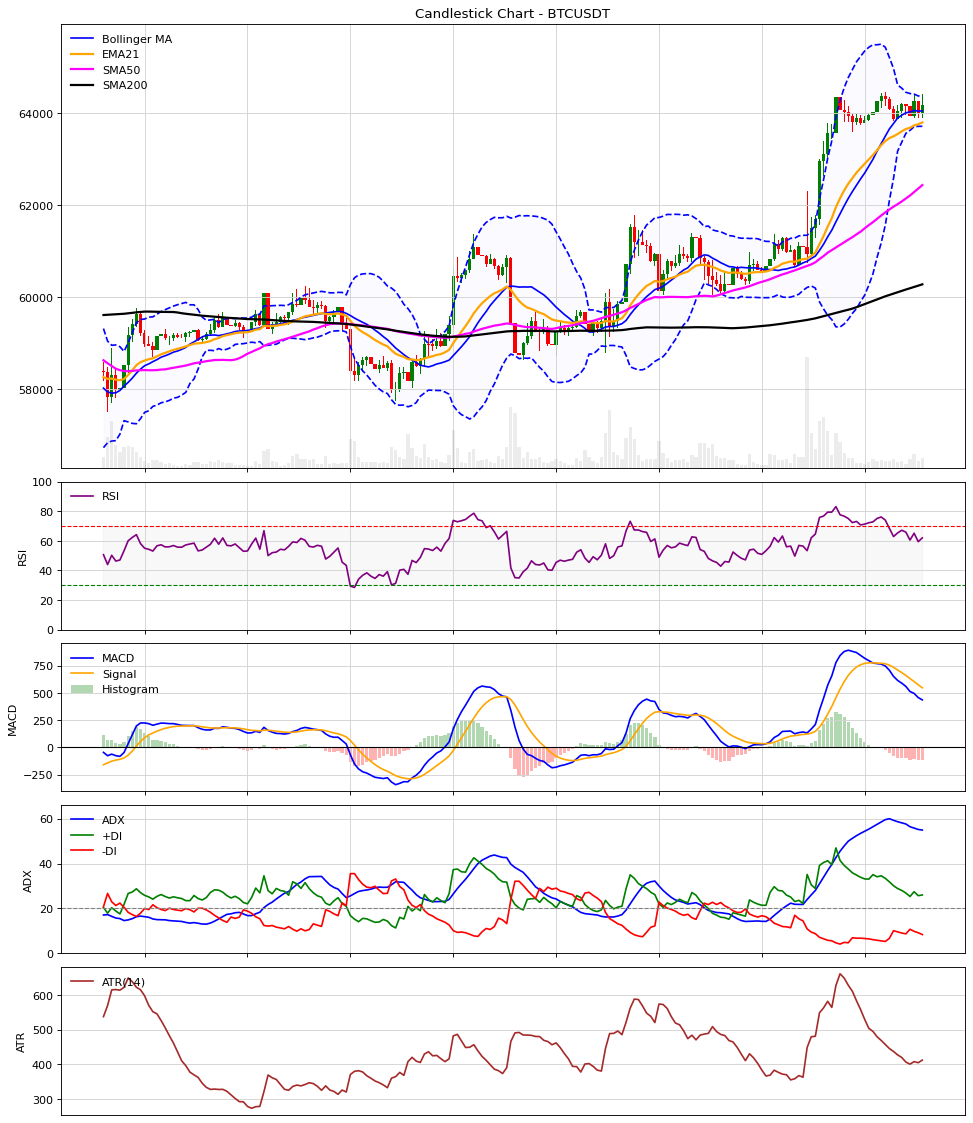 Candlestick Chart - BTCUSDT
Bollinger MA
EMA21
SMA50
SMA200
64000
62000
60000
58000
RSI
RSI
100
80
60
40
20
0
MACD
Signal
Histogram
MACD
750
500
250
0
−250
ADX
+DI
-DI
ADX
60
40
20
0
ATR(14)
ATR
600
500
400
300